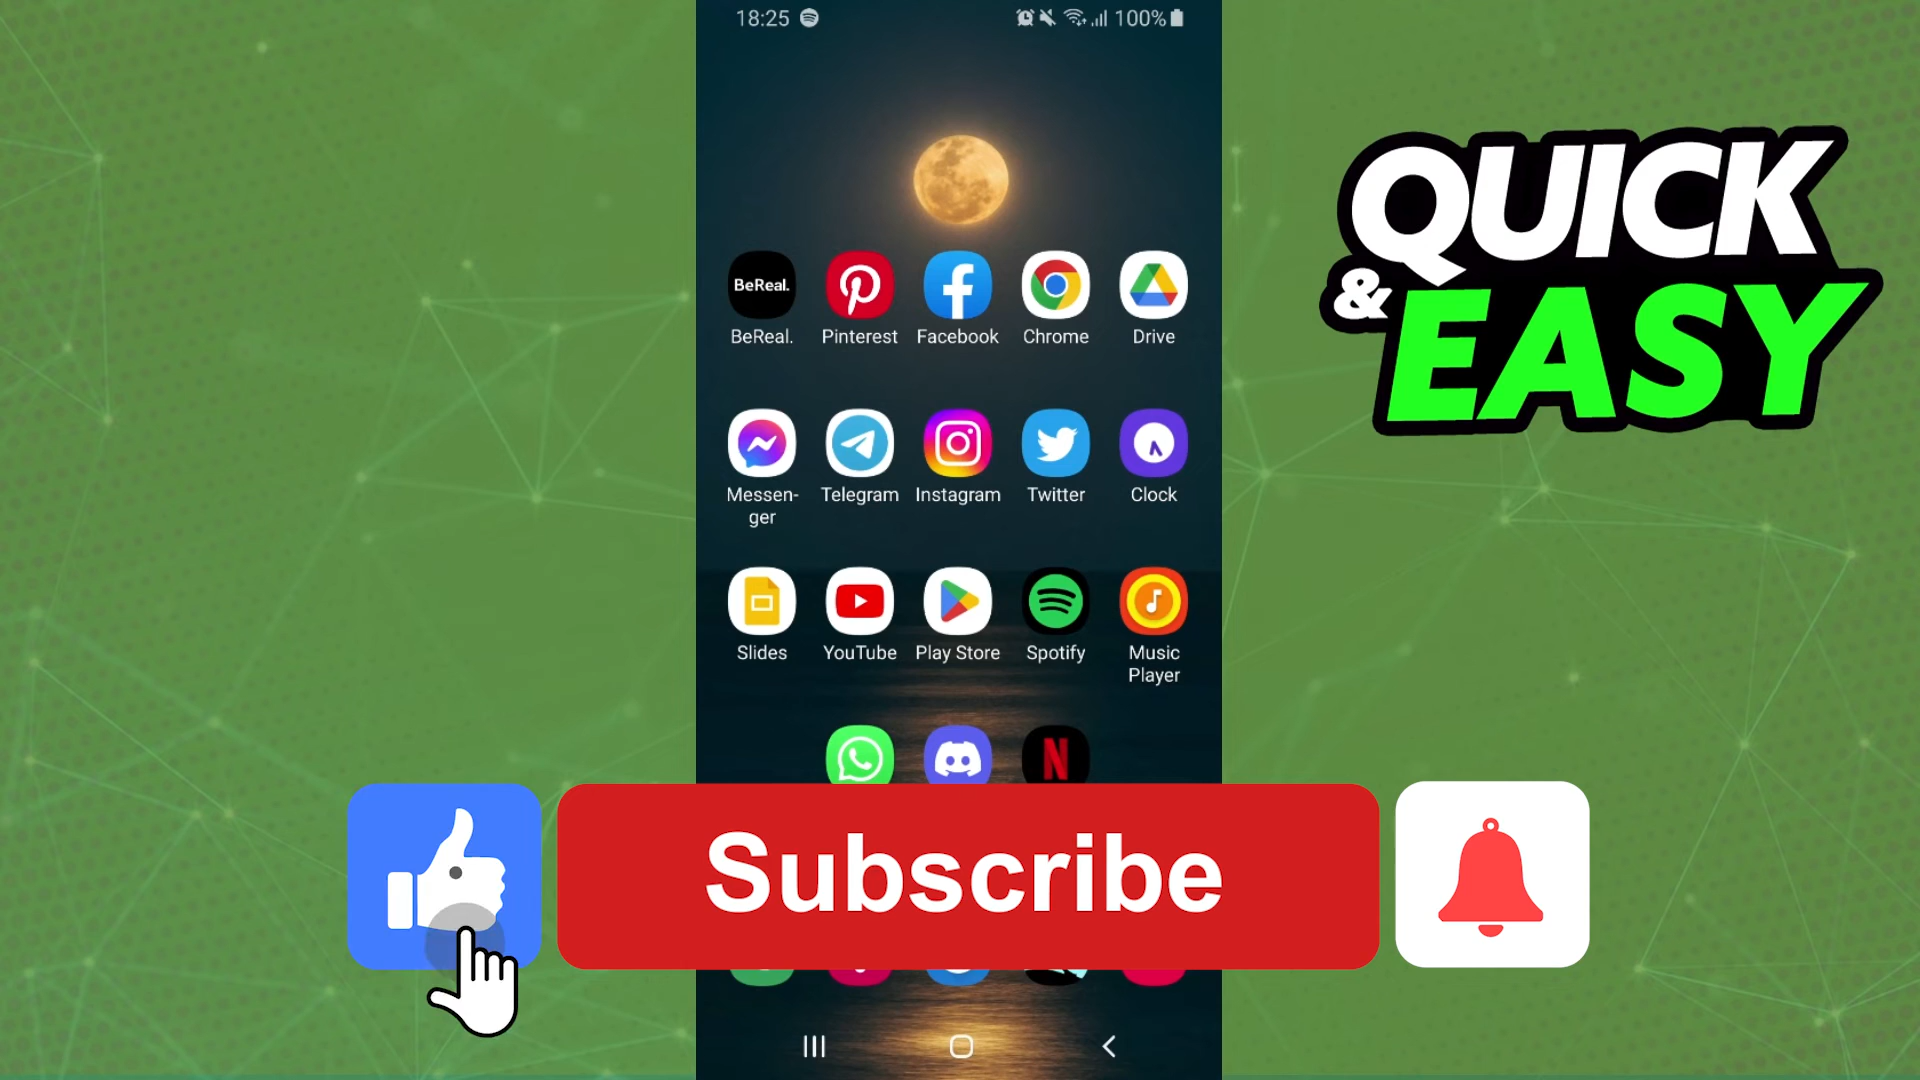 18:25
100%
QUICK
& EASY
BeReal.
BeReal. Pinterest Facebook Chrome Drive
Messen-
ger Telegram Instagram Twitter Clock
Slides YouTube Play Store Spotify Music
Player
N
Subscribe